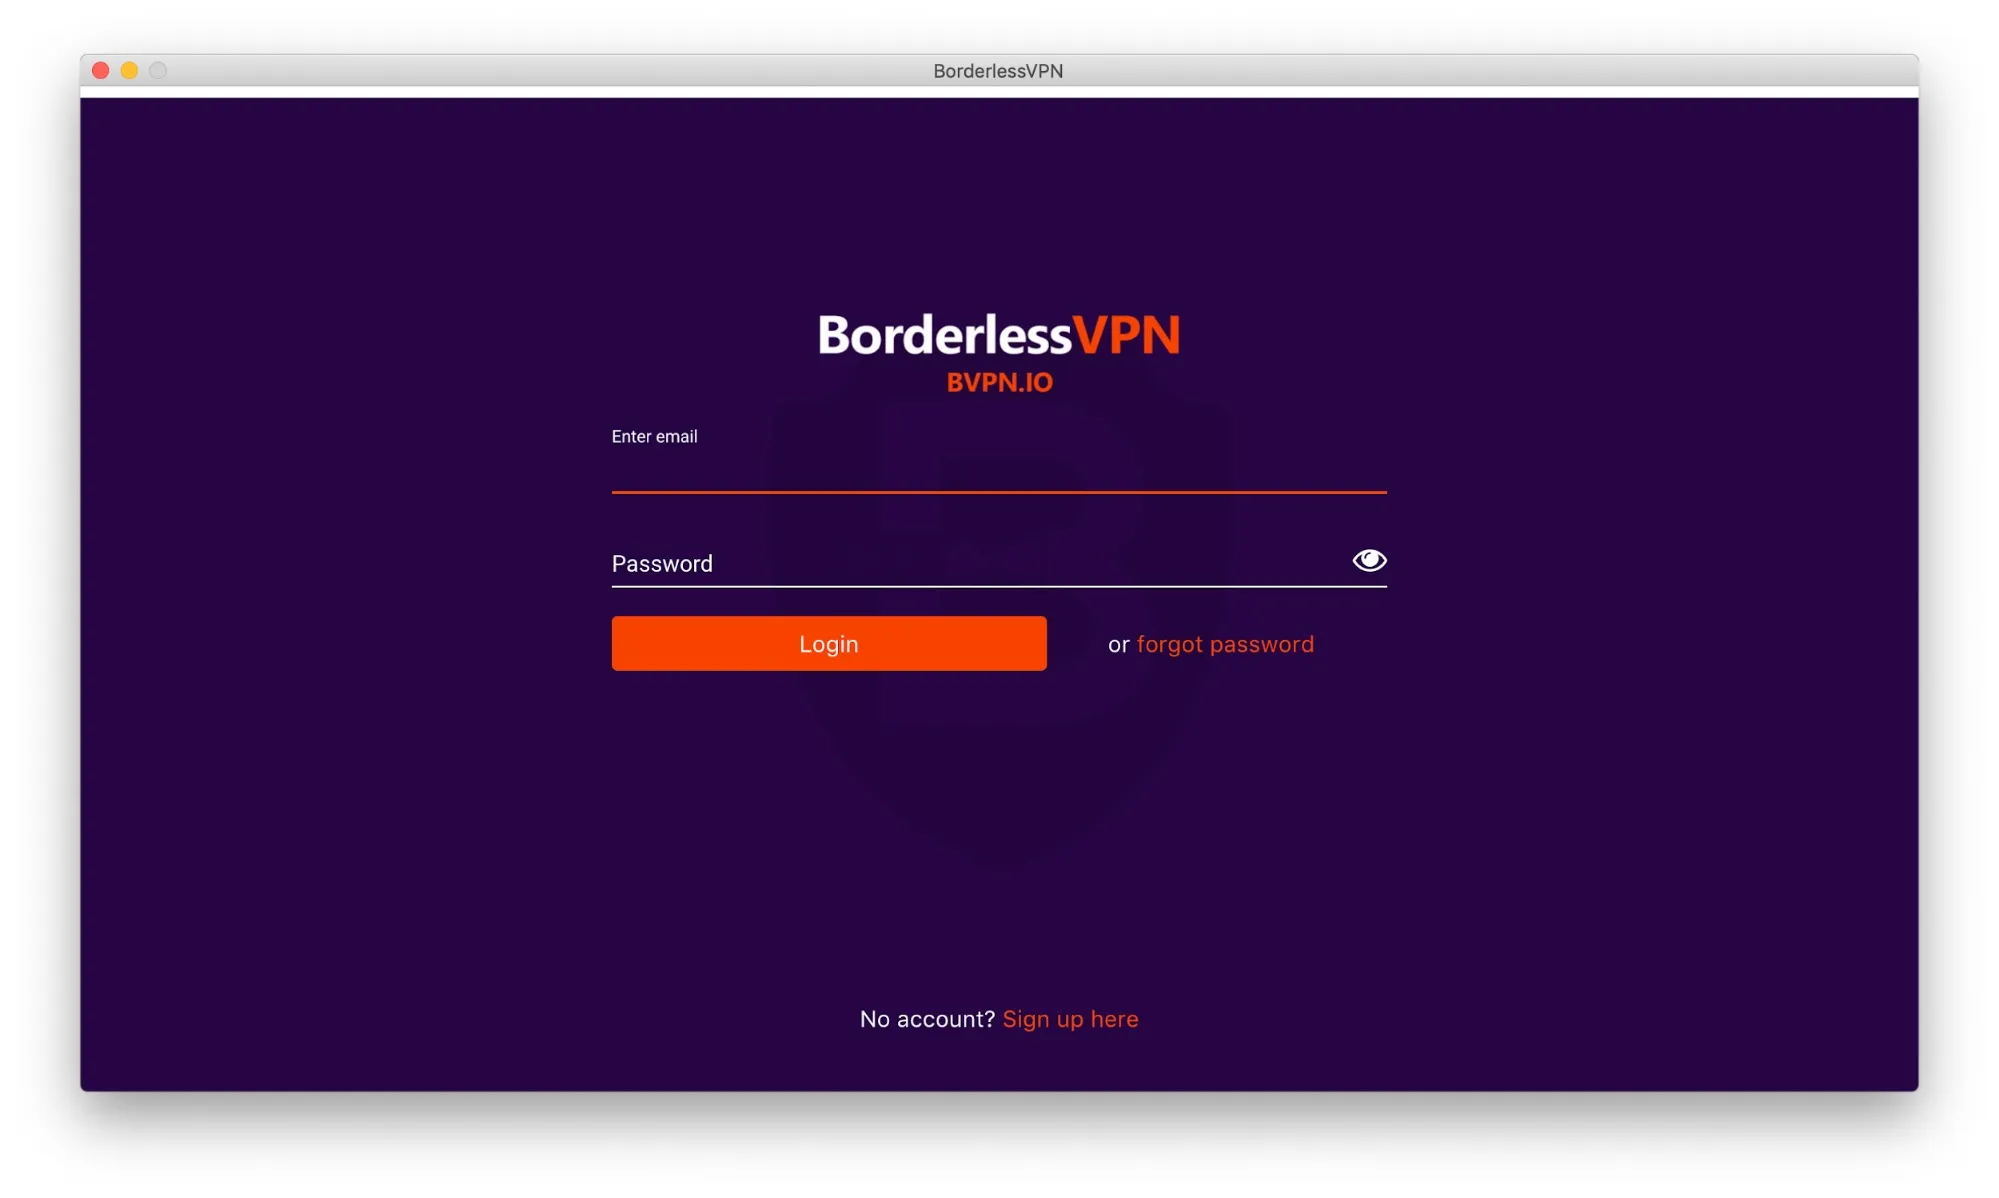 BorderlessVPN
BorderlessVPN
BVPN.IO
Enter email
Password
Login
or forgot password
No account? Sign up here